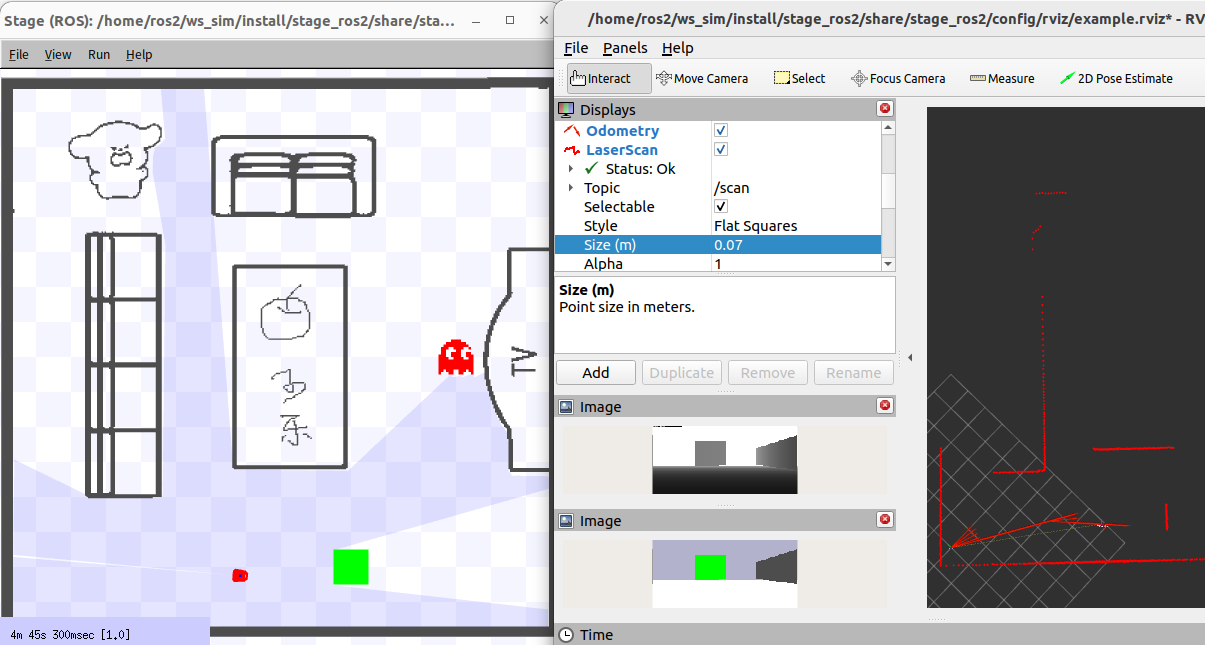 Stage (ROS): /home/ros2/ws_sim/install/stage_ros2/share/sta...
File View Run Help
TV
多
乐
4m 45s 300msec [1.0]
/home/ros2/ws_sim/install/stage_ros2/share/stage_ros2/config/rviz/example.rviz* - RV
File Panels Help
Interact Move Camera Select Focus Camera Measure 2D Pose Estimate
Displays
Odometry
LaserScan
Status: Ok
Topic /scan
Selectable
Style Flat Squares
Size (m) 0.07
Alpha 1
Size (m)
Point size in meters.
Add Duplicate Remove Rename
Image
Image
Time